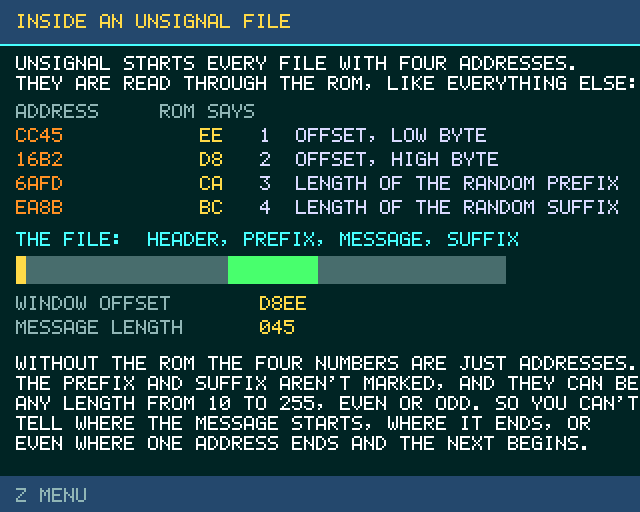 INSIDE AN UNSIGNAL FILE
UNSIGNAL STARTS EVERY FILE WITH FOUR ADDRESSES.
THEY ARE READ THROUGH THE ROM, LIKE EVERYTHING ELSE:
ADDRESS ROM SAYS
CC45 EE 1 OFFSET, LOW BYTE
16B2 D8 2 OFFSET, HIGH BYTE
6AFD CA 3 LENGTH OF THE RANDOM PREFIX
EA8B BC 4 LENGTH OF THE RANDOM SUFFIX
THE FILE: HEADER, PREFIX, MESSAGE, SUFFIX
WINDOW OFFSET D8EE
MESSAGE LENGTH 045
WITHOUT THE ROM THE FOUR NUMBERS ARE JUST ADDRESSES.
THE PREFIX AND SUFFIX AREN'T MARKED, AND THEY CAN BE
ANY LENGTH FROM 10 TO 255, EVEN OR ODD. SO YOU CAN'T
TELL WHERE THE MESSAGE STARTS, WHERE IT ENDS, OR
EVEN WHERE ONE ADDRESS ENDS AND THE NEXT BEGINS.
Z MENU